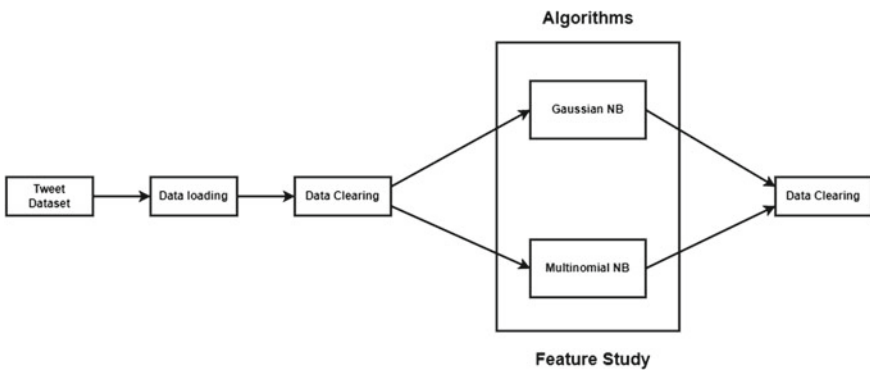 Algorithms
Tweet
Dataset
Data loading
Data Clearing
Gaussian NB
Multinomial NB
Data Clearing
Feature Study